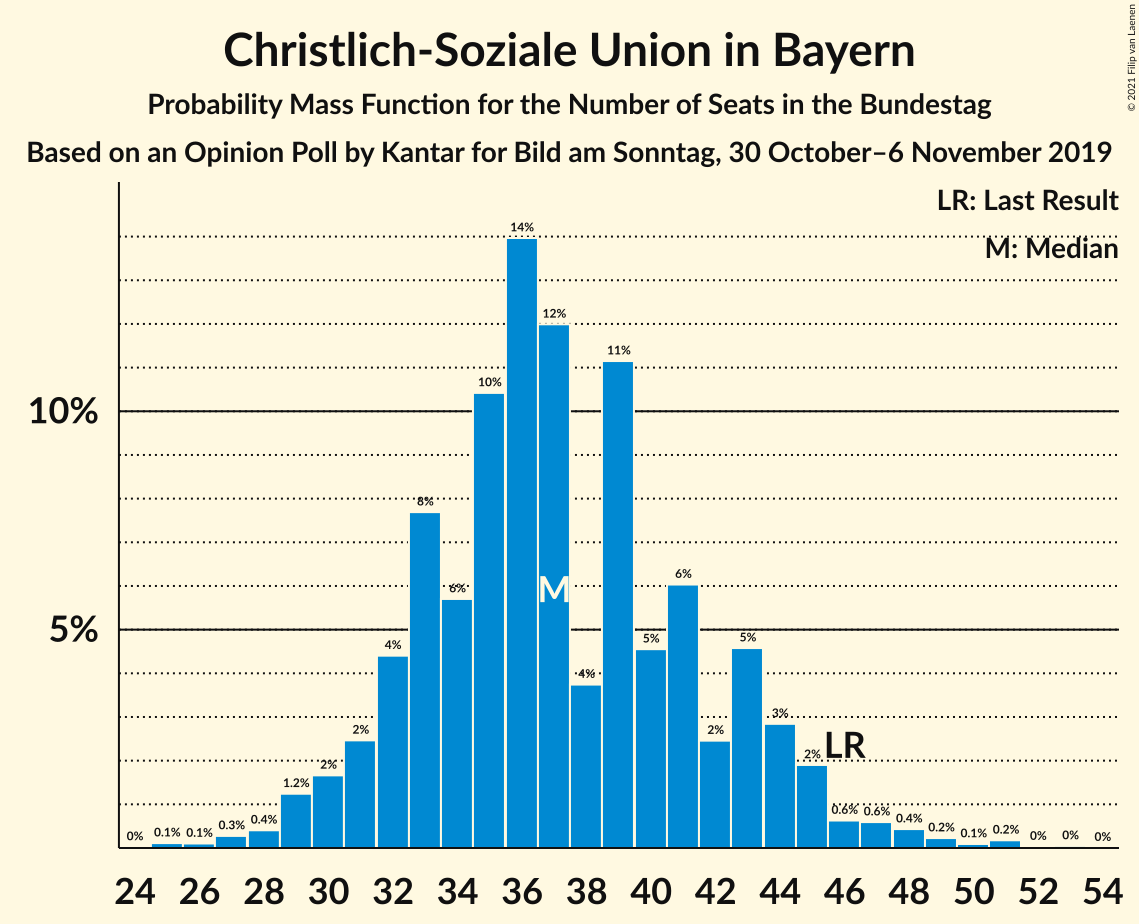 Christlich-Soziale Union in Bayern
Probability Mass Function for the Number of Seats in the Bundestag
Based on an Opinion Poll by Kantar for Bild am Sonntag, 30 October–6 November 2019
© 2021 Filip van Laenen
LR: Last Result
M: Median
10%
5%
0% 0.1% 0.1% 0.3% 0.4% 1.2% 2% 2% 4% 8% 6% 10% 14% 12% 4% 11% 5% 6% 2% 5% 3% 2% 0.6% 0.6% 0.4% 0.2% 0.1% 0.2% 0% 0% 0%
M
LR
24 26 28 30 32 34 36 38 40 42 44 46 48 50 52 54